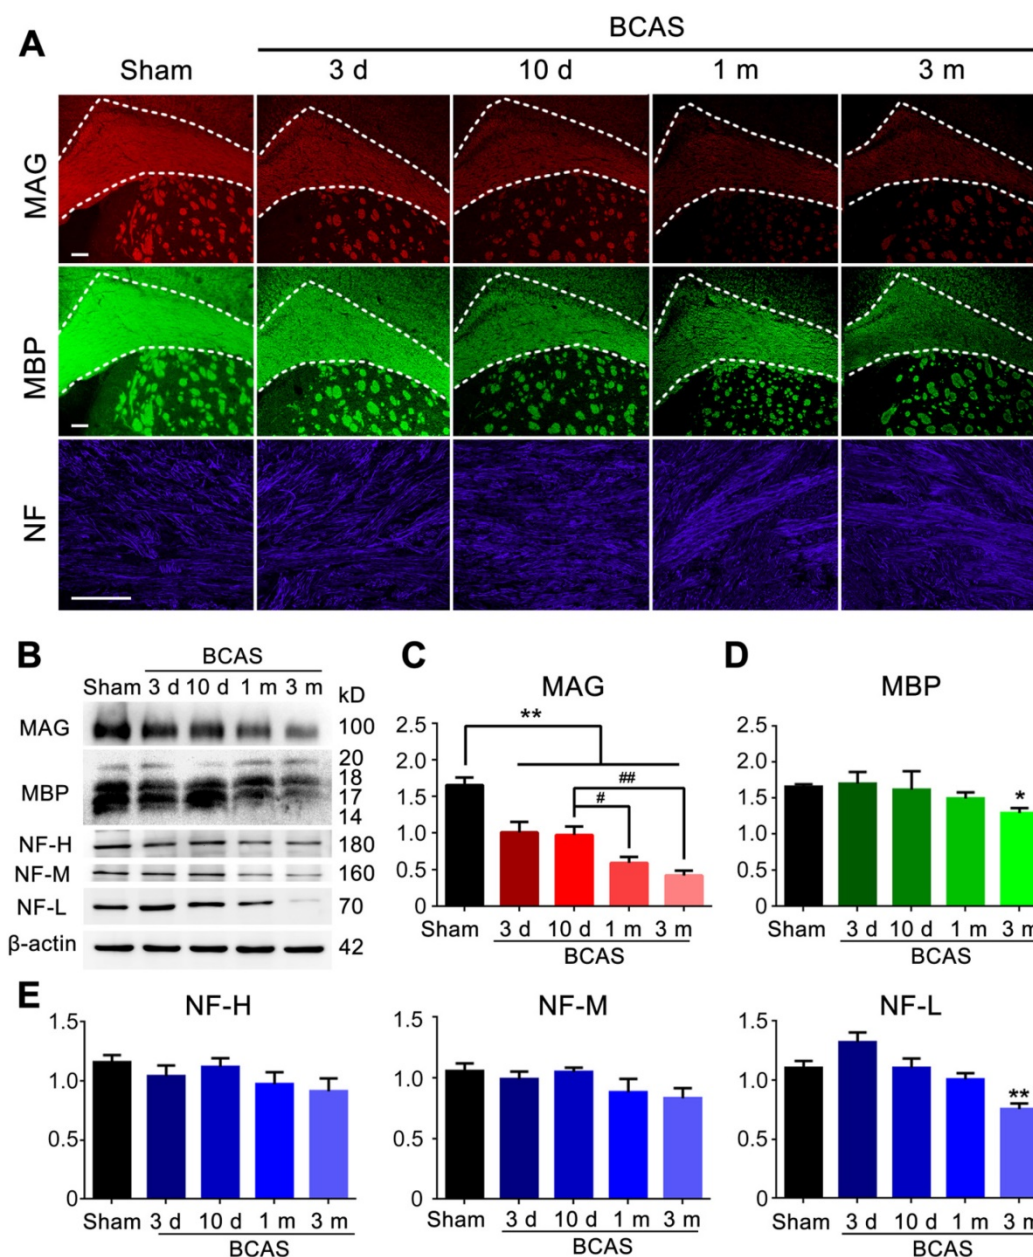 A
BCAS
Sham 3 d 10 d 1 m 3 m
MAG
MBP
NF
B
BCAS
Sham 3 d 10 d 1 m 3 m kD
MAG 100
20
18
MBP 17
14
NF-H 180
NF-M 160
NF-L 70
β-actin 42
C
MAG
2.5
2.0
1.5
1.0
0.5
0
**
##
#
Sham 3 d 10 d 1 m 3 m
BCAS
D
MBP
2.5
2.0
1.5
1.0
0.5
0
*
Sham 3 d 10 d 1 m 3 m
BCAS
E
NF-H
1.5
1.0
0.5
0
Sham 3 d 10 d 1 m 3 m
BCAS
NF-M
1.5
1.0
0.5
0
Sham 3 d 10 d 1 m 3 m
BCAS
NF-L
1.5
1.0
0.5
0
**
Sham 3 d 10 d 1 m 3 m
BCAS